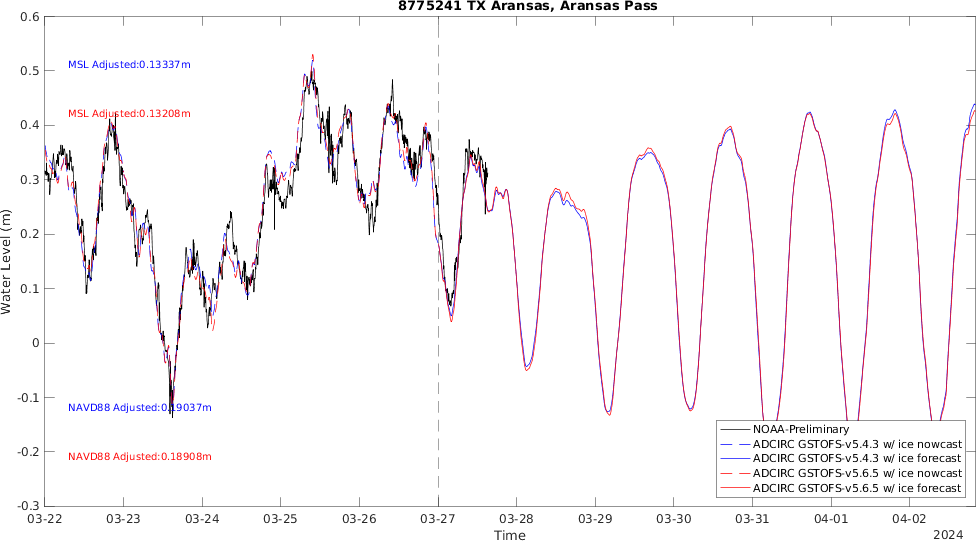 8775241 TX Aransas, Aransas Pass
0.6
0.5
0.4
0.3
0.2
0.1
0
-0.1
-0.2
-0.3
Water Level (m)
MSL Adjusted:0.13337m
MSL Adjusted:0.13208m
NAVD88 Adjusted:0.19037m
NAVD88 Adjusted:0.18908m
NOAA-Preliminary
ADCIRC GSTOFS-v5.4.3 w/ ice nowcast
ADCIRC GSTOFS-v5.4.3 w/ ice forecast
ADCIRC GSTOFS-v5.6.5 w/ ice nowcast
ADCIRC GSTOFS-v5.6.5 w/ ice forecast
03-22 03-23 03-24 03-25 03-26 03-27 03-28 03-29 03-30 03-31 04-01 04-02
Time
2024